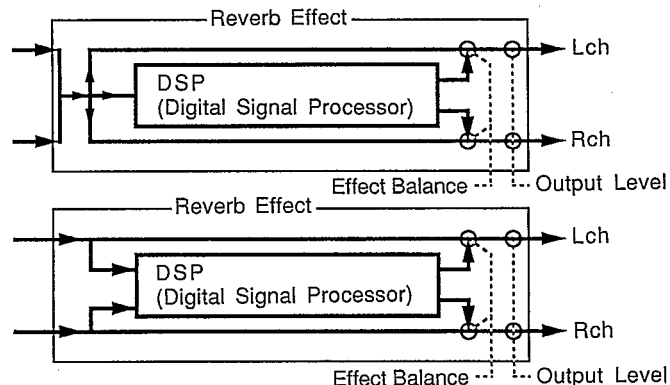 Reverb Effect
Lch
DSP
(Digital Signal Processor)
Rch
Effect Balance
Output Level
Reverb Effect
Lch
DSP
(Digital Signal Processor)
Rch
Effect Balance
Output Level